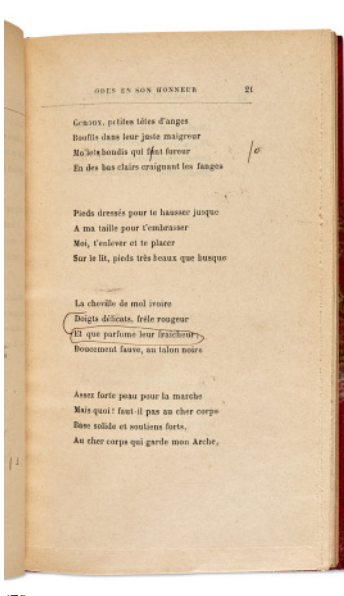 ODES EN SON HONNEUR 21
Genoux, petites têtes d'anges
Bouffis dans leur juste maigreur
Mollets bondis qui font fureur
En des bas clairs craignant les fanges
/o
Pieds dressés pour te hausser jusque
A ma taille pour t'embrasser
Moi, t'enlever et te placer
Sur le lit, pieds très beaux que busque
La cheville de mol ivoire
Doigts délicats, frêle rougeur
Et que parfume leur fraicheur,
Doucement fauve, au talon noire
Assez forte peau pour la marche
Mais quoi! faut-il pas au cher corps
Base solide et soutiens forts,
Au cher corps qui garde mon Arche,